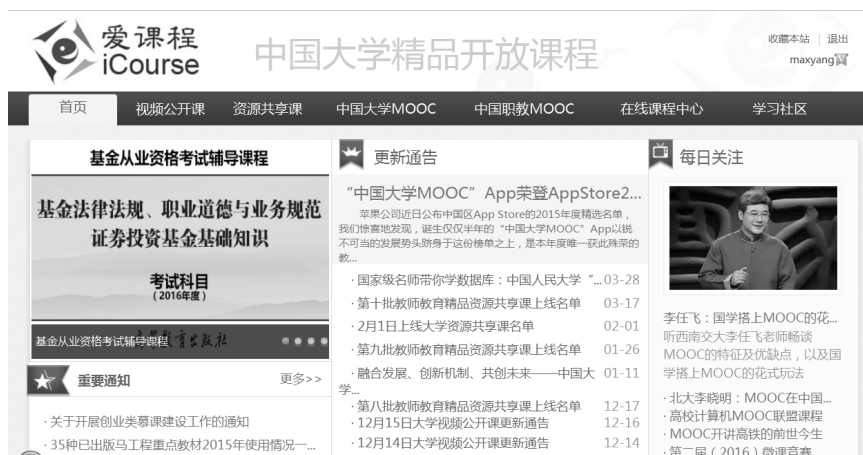 爱课程
iCourse
中国大学精品开放课程
收藏本站 | 退出
maxyang
首页 视频公开课 资源共享课 中国大学MOOC 中国职教MOOC 在线课程中心 学习社区
基金从业资格考试辅导课程
基金法律法规、职业道德与业务规范
证券投资基金基础知识
考试科目
(2016年度)
基金从业资格考试辅导课程
重要通知 更多>>
·关于开展创业类慕课建设工作的通知
·35种已出版马工程重点教材2015年使用情况一...
更新通告
“中国大学MOOC”App荣登AppStore2...
苹果公司近日公布中国区App Store的2015年度精选名单，
我们惊喜地发现，诞生仅仅半年的“中国大学MOOC”App以锐
不可当的发展势头跻身于这份榜单之上，是本年度唯一获此殊荣的
教...
·国家级名师带你学数据库：中国人民大学“... 03-28
·第十批教师教育精品资源共享课上线名单 03-17
·2月1日上线大学资源共享课名单 02-01
·第九批教师教育精品资源共享课上线名单 01-26
·融合发展、创新机制、共创未来——中国大 01-11
学...
·第八批教师教育精品资源共享课上线名单 12-17
·12月15日大学视频公开课更新通告 12-16
·12月14日大学视频公开课更新通告 12-14
每日关注
李任飞：国学搭上MOOC的花...
听西南交大李任飞老师畅谈
MOOC的特征及优缺点，以及国
学搭上MOOC的花式玩法
·北大李晓明：MOOC在中国...
·高校计算机MOOC联盟课程
·MOOC开讲高铁的前世今生
·第二届（2016）微课竞赛